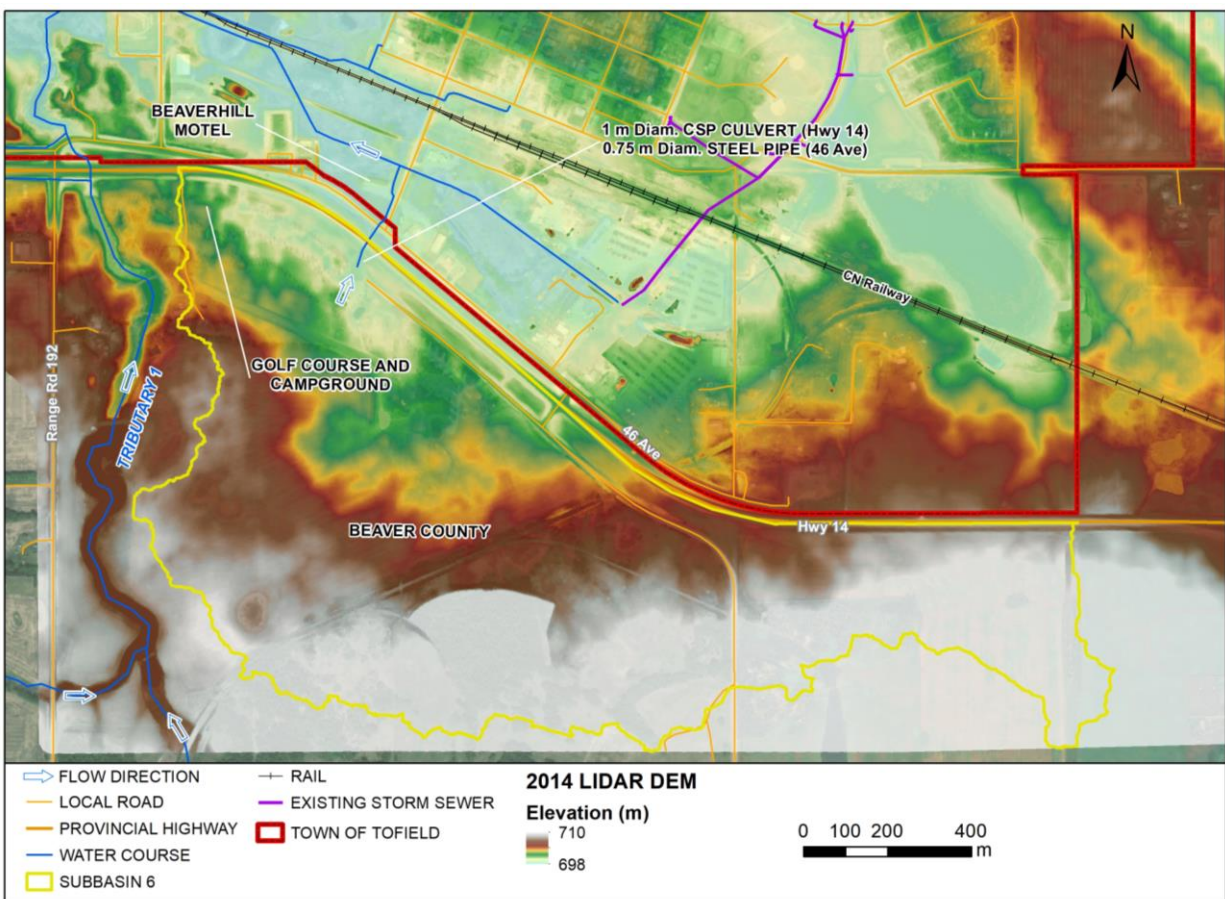 N
BEAVERHILL
MOTEL
1 m Diam. CSP CULVERT (Hwy 14)
0.75 m Diam. STEEL PIPE (46 Ave)
CN Railway
GOLF COURSE AND
CAMPGROUND
Range Rd 192
TRIBUTARY 1
46 Ave
BEAVER COUNTY
Hwy 14
FLOW DIRECTION
LOCAL ROAD
PROVINCIAL HIGHWAY
WATER COURSE
SUBBASIN 6
RAIL
EXISTING STORM SEWER
TOWN OF TOFIELD
2014 LIDAR DEM
Elevation (m)
710
698
0 100 200 400
m